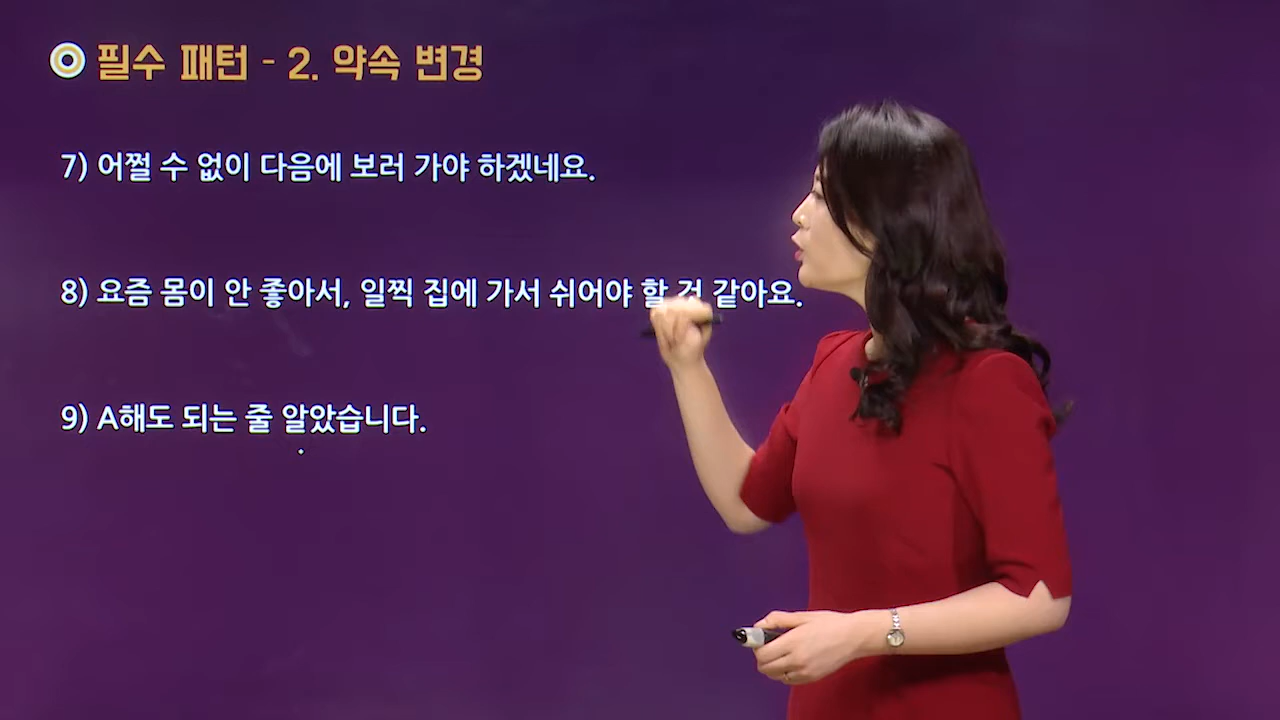 필수 패턴 - 2. 약속 변경
7) 어쩔 수 없이 다음에 보러 가야 하겠네요.
8) 요즘 몸이 안 좋아서, 일찍 집에 가서 쉬어야 할 것 같아요.
9) A해도 되는 줄 알았습니다.